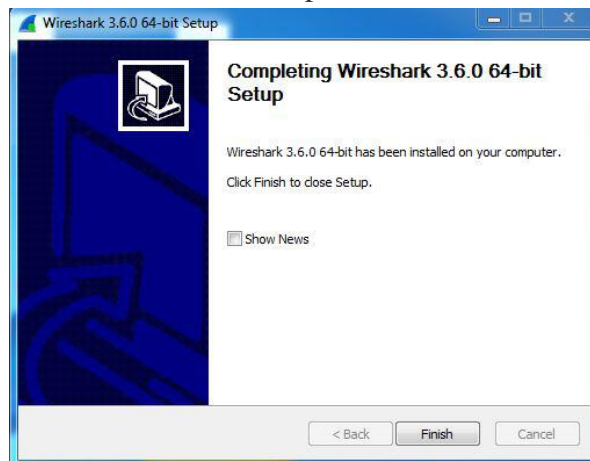 Wireshark 3.6.0 64-bit Setup
Completing Wireshark 3.6.0 64-bit
Setup
Wireshark 3.6.0 64-bit has been installed on your computer.
Click Finish to close Setup.
Show News
< Back Finish Cancel